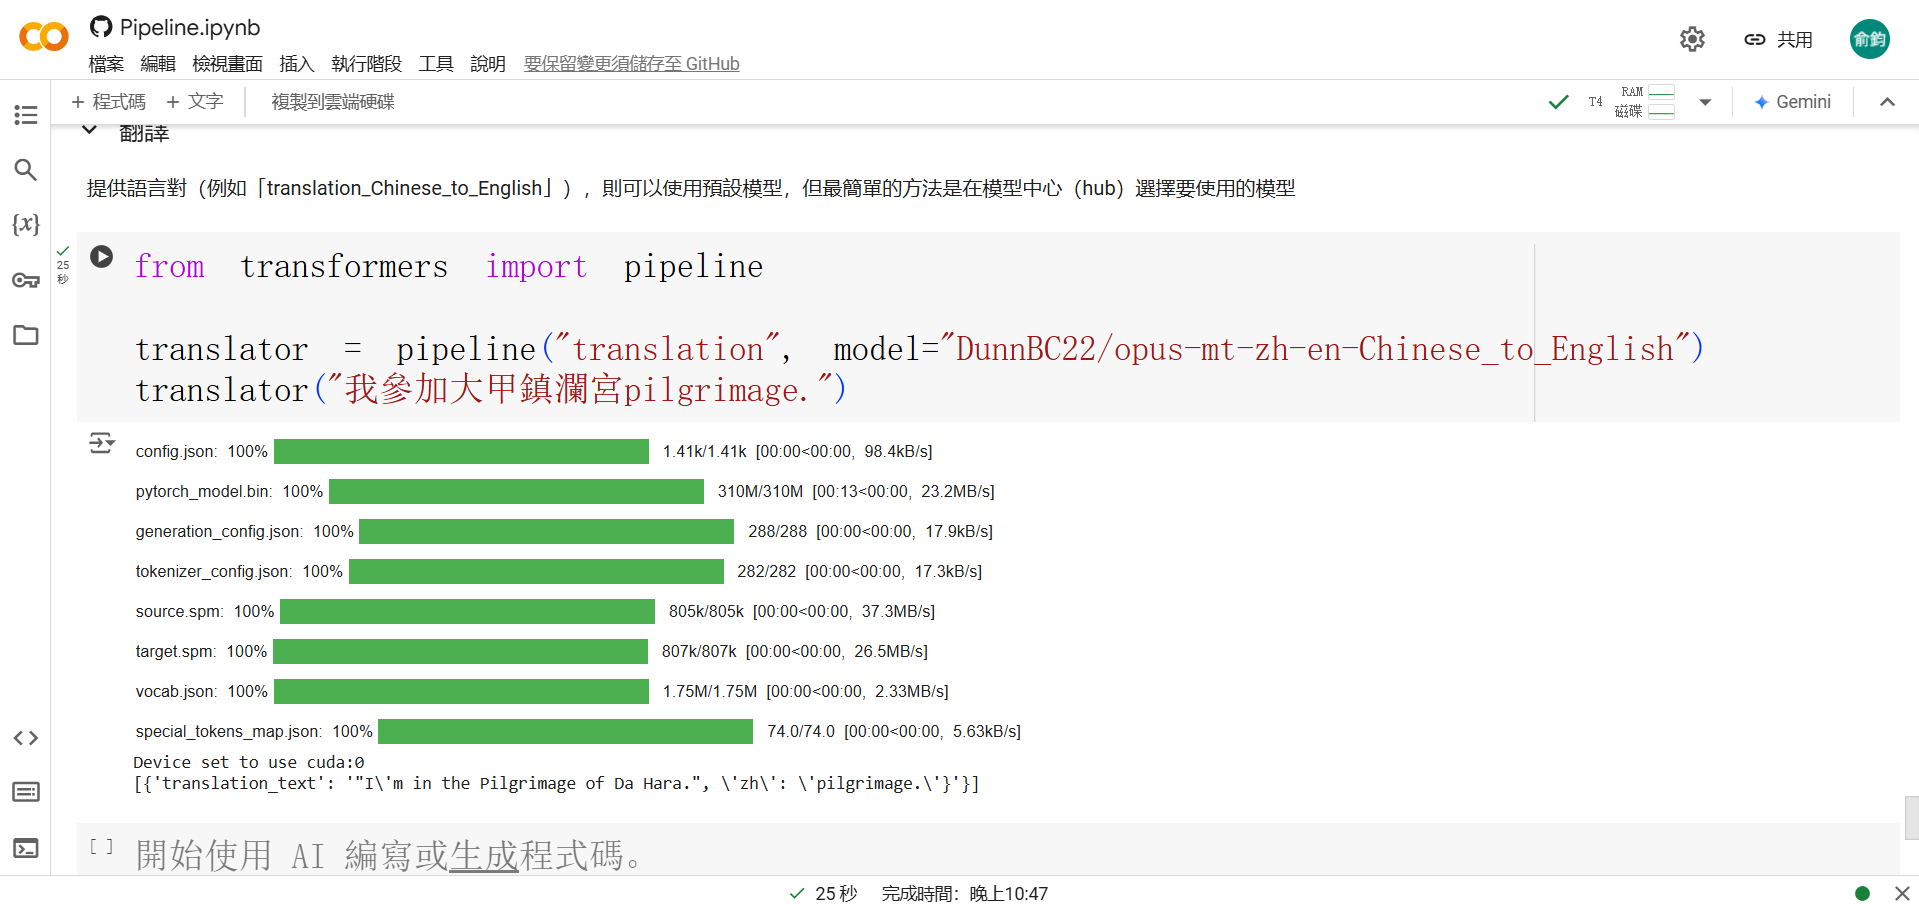 Pipeline.ipynb
檔案 編輯 檢視畫面 插入 執行階段 工具 說明 要保留變更須儲存至 GitHub
共用
俞鈞
+ 程式碼 + 文字 複製到雲端硬碟
T4 RAM 磁碟
Gemini
翻譯
提供語言對（例如「translation_Chinese_to_English」），則可以使用預設模型，但最簡單的方法是在模型中心（hub）選擇要使用的模型
25 秒
from transformers import pipeline
translator = pipeline("translation", model="DunnBC22/opus-mt-zh-en-Chinese_to_English")
translator("我參加大甲鎮瀾宮pilgrimage.")
config.json: 100% 1.41k/1.41k [00:00<00:00, 98.4kB/s]
pytorch_model.bin: 100% 310M/310M [00:13<00:00, 23.2MB/s]
generation_config.json: 100% 288/288 [00:00<00:00, 17.9kB/s]
tokenizer_config.json: 100% 282/282 [00:00<00:00, 17.3kB/s]
source.spm: 100% 805k/805k [00:00<00:00, 37.3MB/s]
target.spm: 100% 807k/807k [00:00<00:00, 26.5MB/s]
vocab.json: 100% 1.75M/1.75M [00:00<00:00, 2.33MB/s]
special_tokens_map.json: 100% 74.0/74.0 [00:00<00:00, 5.63kB/s]
Device set to use cuda:0
[{'translation_text': '"I\'m in the Pilgrimage of Da Hara.", \'zh\': \'pilgrimage.\'}'}]
[ ] 開始使用 AI 編寫或生成程式碼。
25 秒 完成時間：晚上10:47